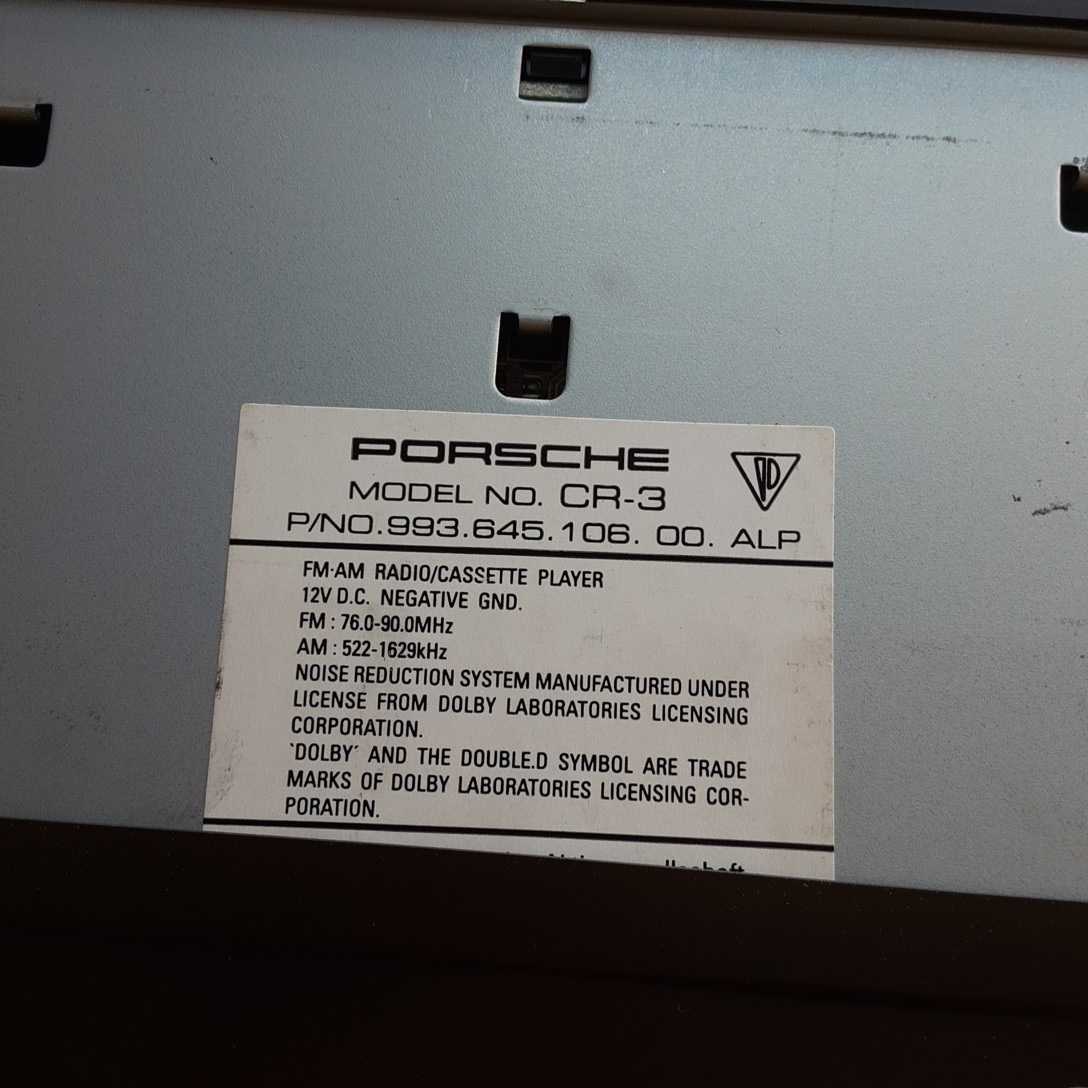 PORSCHE
MODEL NO. CR-3
P/NO.993.645.106. 00. ALP
FM·AM RADIO/CASSETTE PLAYER
12V D.C. NEGATIVE GND.
FM : 76.0-90.0MHz
AM : 522-1629kHz
NOISE REDUCTION SYSTEM MANUFACTURED UNDER
LICENSE FROM DOLBY LABORATORIES LICENSING
CORPORATION.
`DOLBY´ AND THE DOUBLE.D SYMBOL ARE TRADE
MARKS OF DOLBY LABORATORIES LICENSING COR-
PORATION.